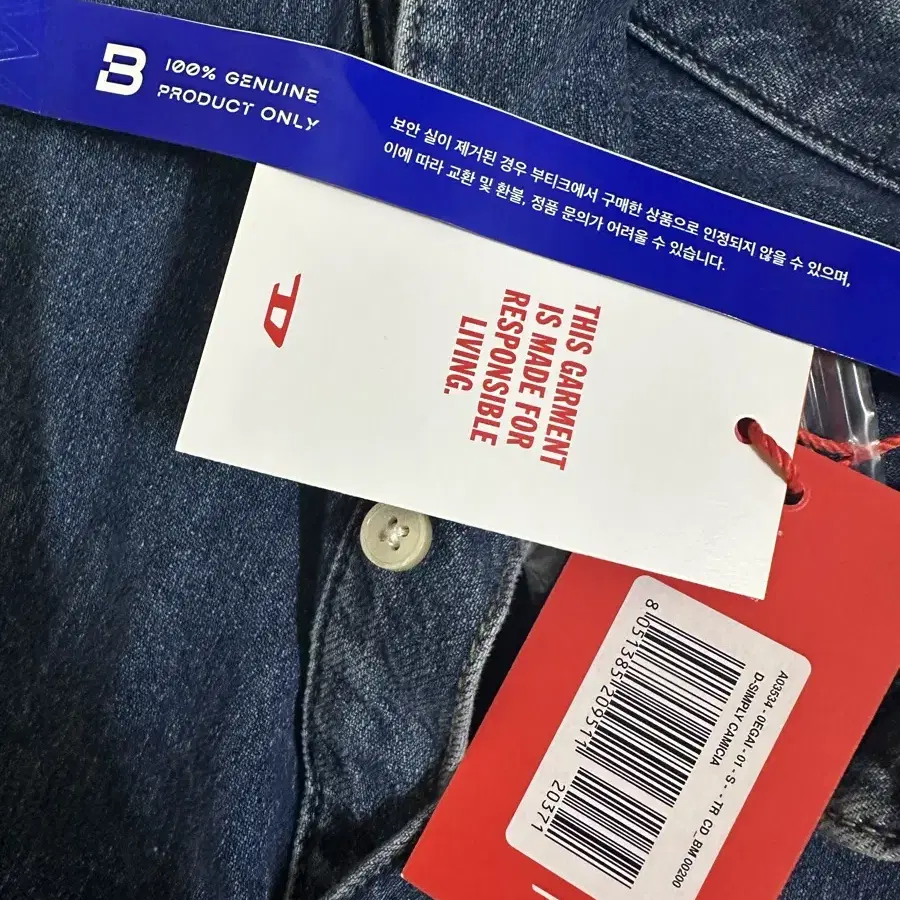 B
100% GENUINE
PRODUCT ONLY
보안 실이 제거된 경우 부티크에서 구매한 상품으로 인정되지 않을 수 있으며,
이에 따라 교환 및 환불, 정품 문의가 어려울 수 있습니다.
D
THIS GARMENT
IS MADE FOR
RESPONSIBLE
LIVING.
A03534 - 0EGAI - 01 - S - TR CD_BM 00200
D-SIMPLY CAMICIA
8 051385 209511
20371